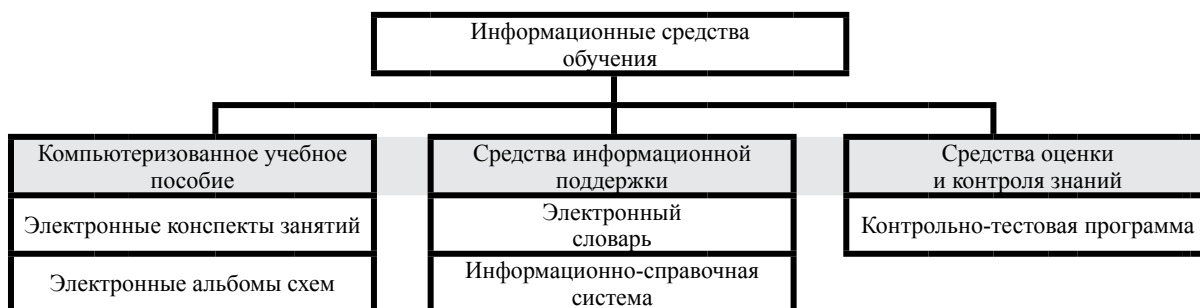 Информационные средства
обучения
Компьютеризованное учебное
пособие
Средства информационной
поддержки
Средства оценки
и контроля знаний
Электронные конспекты занятий
Электронный
словарь
Контрольно-тестовая программа
Электронные альбомы схем
Информационно-справочная
система